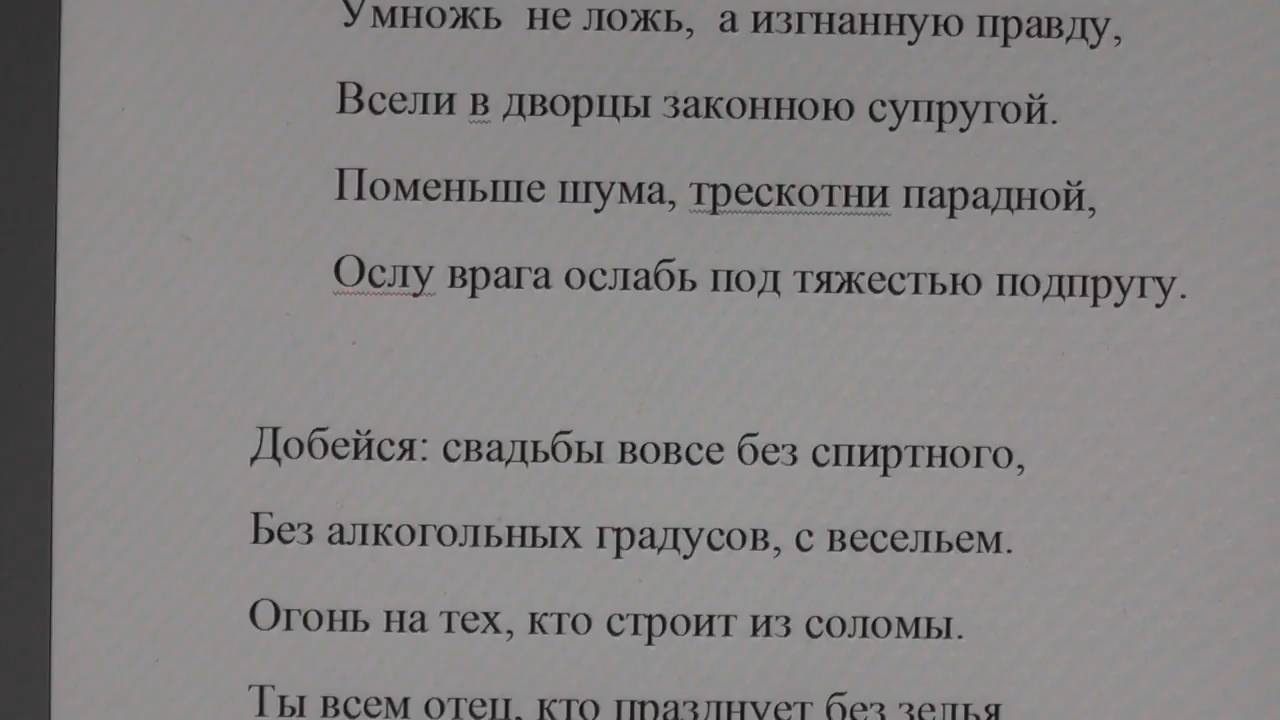 Умножь не ложь, а изгнанную правду,
Всели в дворцы законною супругой.
Поменьше шума, трескотни парадной,
Ослу врага ослабь под тяжестью подпругу.
Добейся: свадьбы вовсе без спиртного,
Без алкогольных градусов, с весельем.
Огонь на тех, кто строит из соломы.
Ты всем отец, кто празднует без зелья